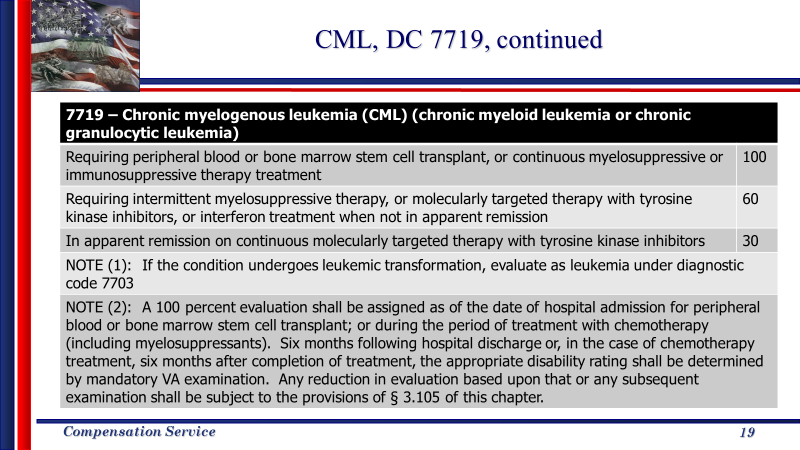 CML, DC 7719, continued
7719 – Chronic myelogenous leukemia (CML) (chronic myeloid leukemia or chronic
granulocytic leukemia)
Requiring peripheral blood or bone marrow stem cell transplant, or continuous myelosuppressive or
immunosuppressive therapy treatment
100
Requiring intermittent myelosuppressive therapy, or molecularly targeted therapy with tyrosine
kinase inhibitors, or interferon treatment when not in apparent remission
60
In apparent remission on continuous molecularly targeted therapy with tyrosine kinase inhibitors
30
NOTE (1): If the condition undergoes leukemic transformation, evaluate as leukemia under diagnostic
code 7703
NOTE (2): A 100 percent evaluation shall be assigned as of the date of hospital admission for peripheral
blood or bone marrow stem cell transplant; or during the period of treatment with chemotherapy
(including myelosuppressants). Six months following hospital discharge or, in the case of chemotherapy
treatment, six months after completion of treatment, the appropriate disability rating shall be determined
by mandatory VA examination. Any reduction in evaluation based upon that or any subsequent
examination shall be subject to the provisions of § 3.105 of this chapter.
Compensation Service
19